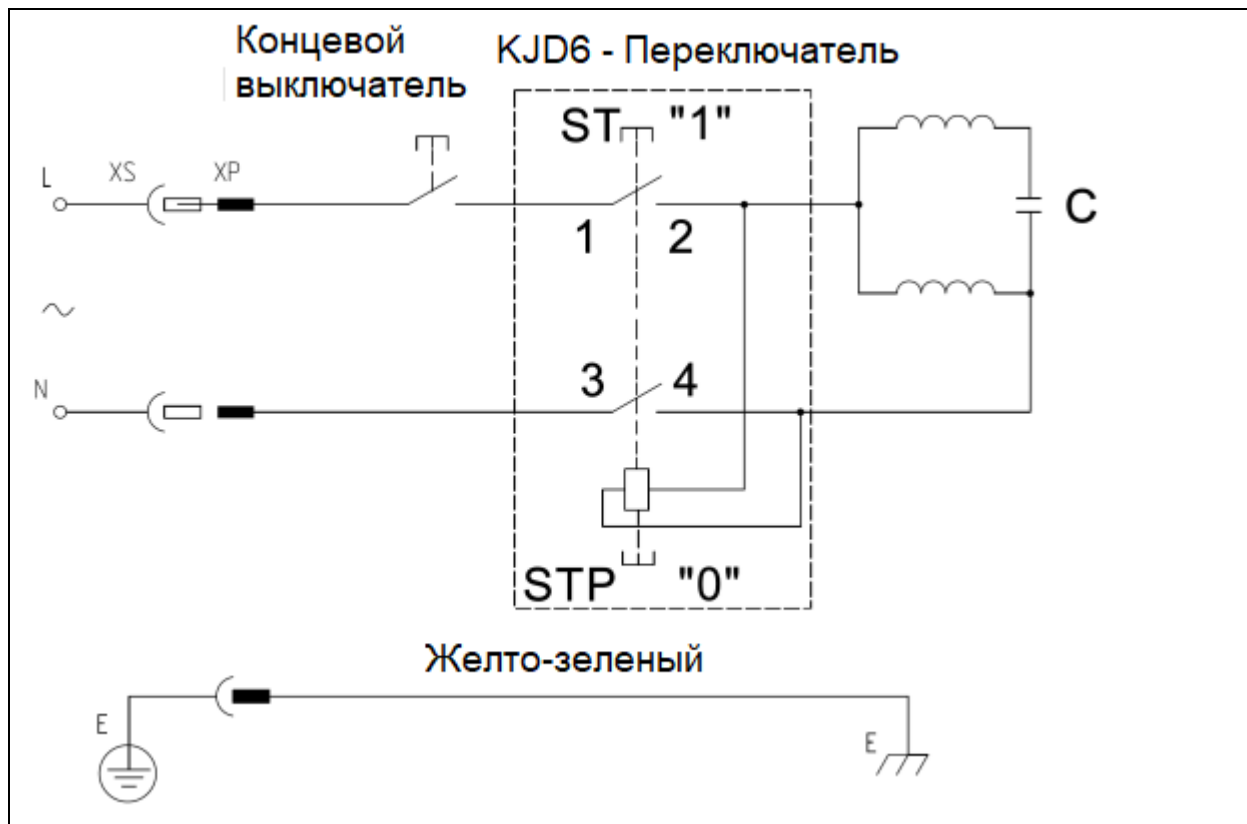 Концевой
выключатель
KJD6 - Переключатель
ST "1"
L
XS
XP
1
2
C
N
3
4
STP "0"
Желто-зеленый
E
E